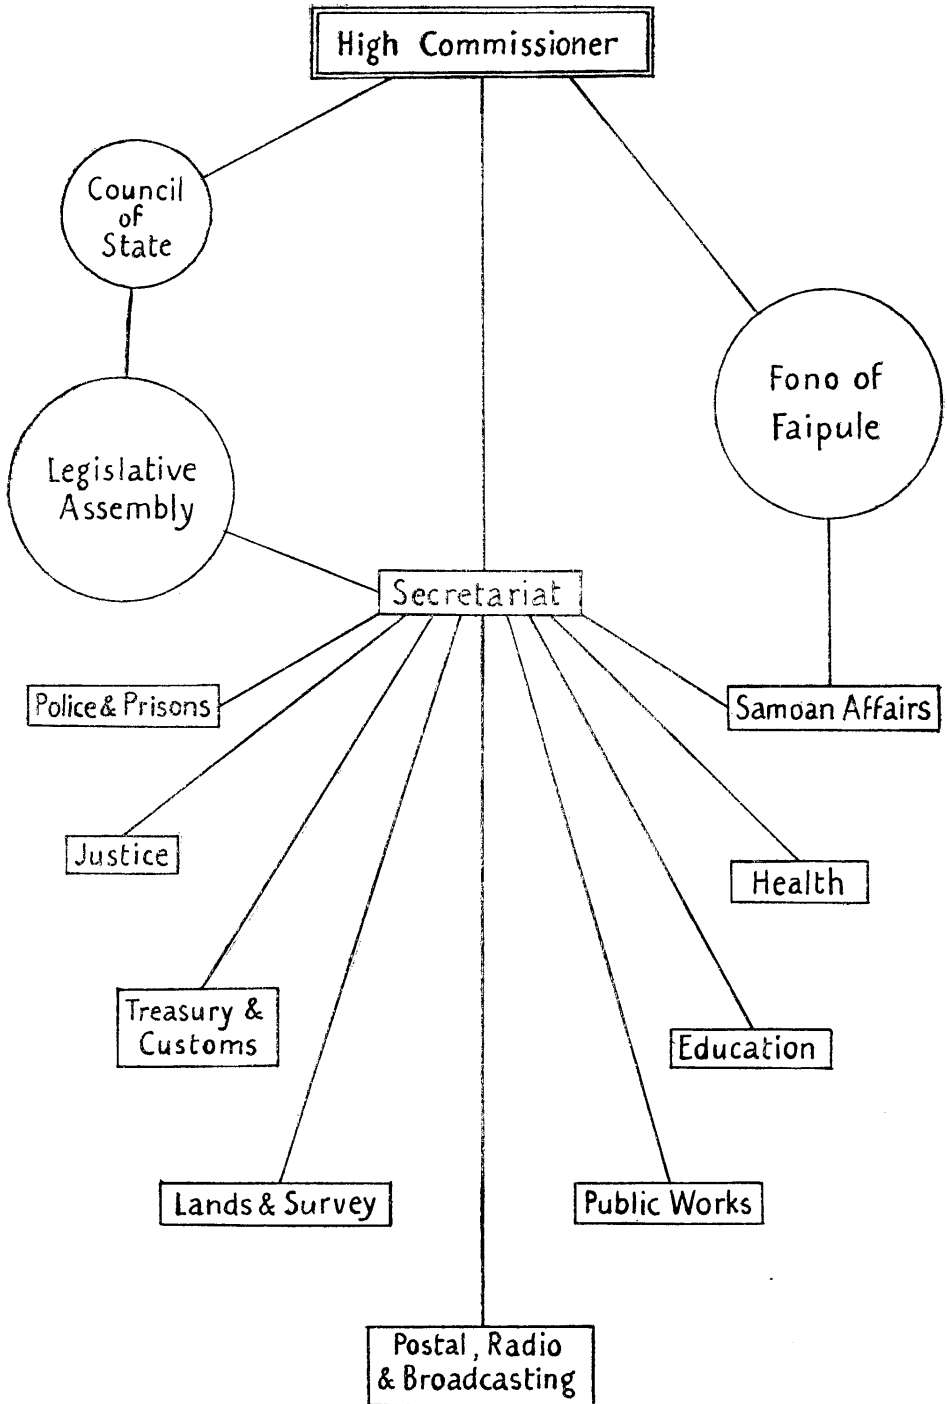 High Commissioner
Council
of
State
Fono of
Faipule
Legislative
Assembly
Secretariat
Police & Prisons
Samoan Affairs
Justice
Health
Treasury &
Customs
Education
Lands & Survey
Public Works
Postal, Radio
& Broadcasting